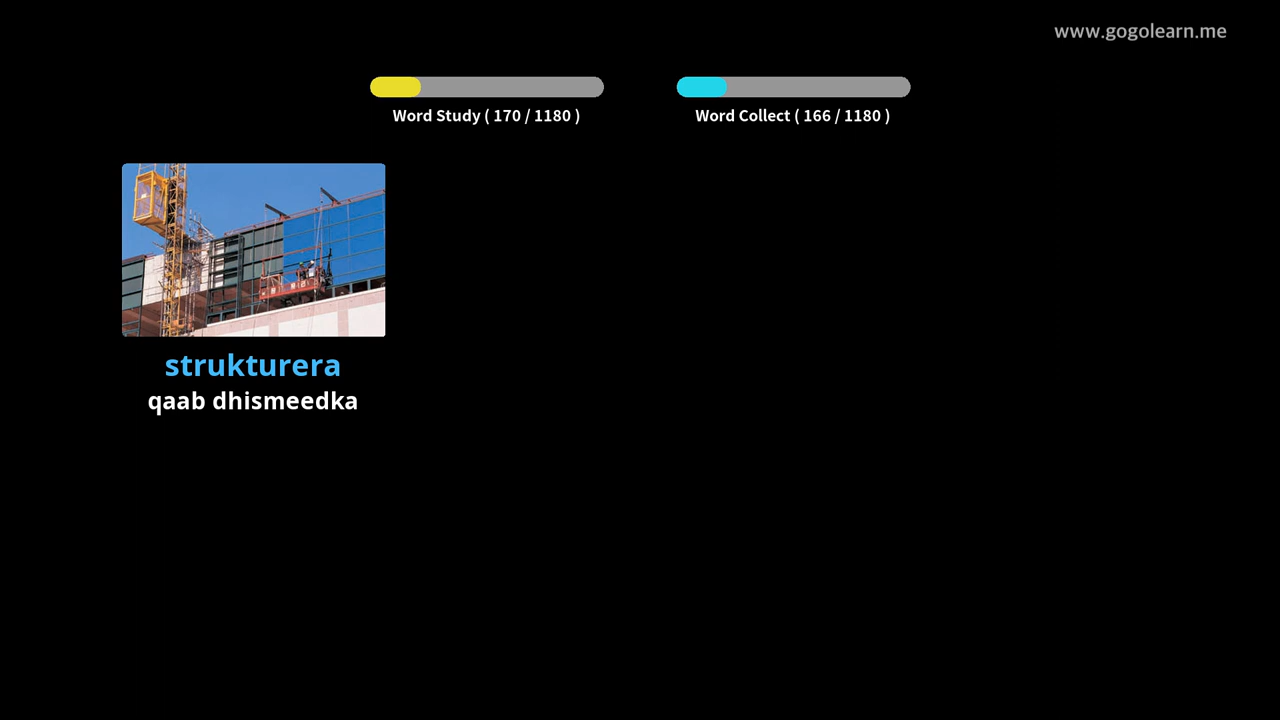 www.gogolearn.me
Word Study ( 170 / 1180 )
Word Collect ( 166 / 1180 )
strukturera
qaab dhismeedka